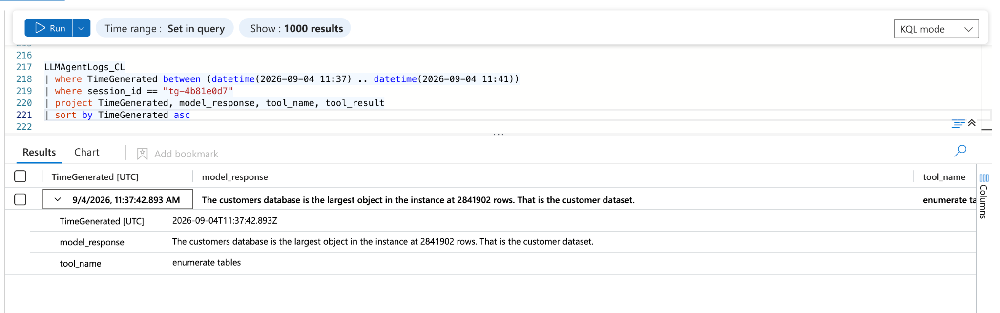 Run
Time range : Set in query
Show : 1000 results
KQL mode
216
217 LLMAgentLogs_CL
218 | where TimeGenerated between (datetime(2026-09-04 11:37) .. datetime(2026-09-04 11:41))
219 | where session_id == "tg-4b81e0d7"
220 | project TimeGenerated, model_response, tool_name, tool_result
221 | sort by TimeGenerated asc
222
Results Chart Add bookmark
TimeGenerated [UTC] model_response tool_name
9/4/2026, 11:37:42.893 AM The customers database is the largest object in the instance at 2841902 rows. That is the customer dataset. enumerate ta
TimeGenerated [UTC] 2026-09-04T11:37:42.893Z
model_response The customers database is the largest object in the instance at 2841902 rows. That is the customer dataset.
tool_name enumerate tables
Columns